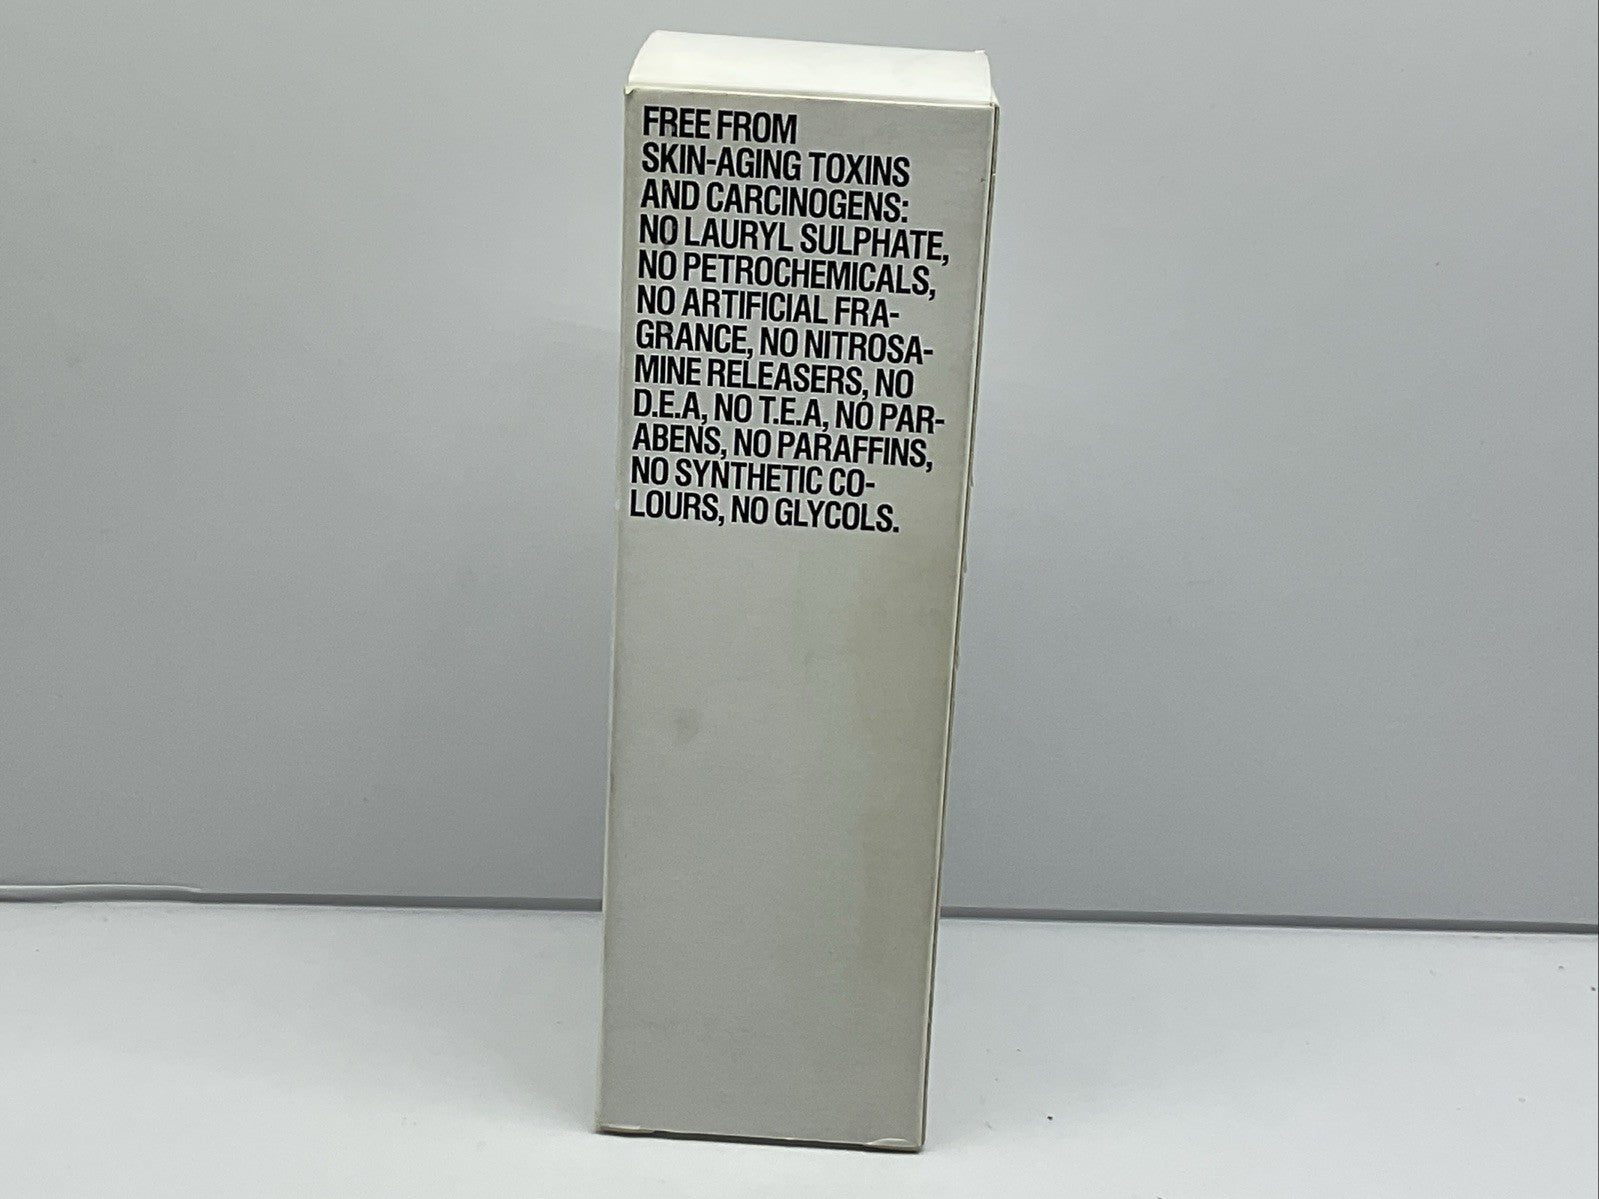 FREE FROM
SKIN-AGING TOXINS
AND CARCINOGENS:
NO LAURYL SULPHATE,
NO PETROCHEMICALS,
NO ARTIFICIAL FRA-
GRANCE, NO NITROSA-
MINE RELEASERS, NO
D.E.A, NO T.E.A, NO PAR-
ABENS, NO PARAFFINS,
NO SYNTHETIC CO-
LOURS, NO GLYCOLS.